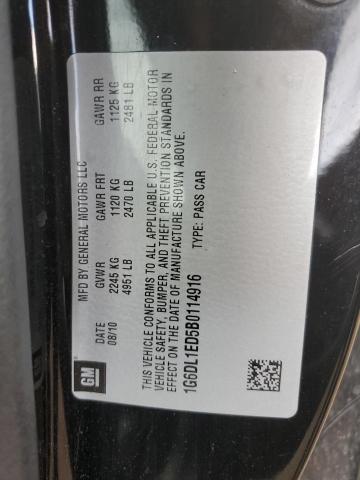 GM
MFD BY GENERAL MOTORS LLC
DATE GVWR GAWR FRT GAWR RR
08/10 2245 KG 1120 KG 1125 KG
4951 LB 2470 LB 2481 LB
THIS VEHICLE CONFORMS TO ALL APPLICABLE U.S. FEDERAL MOTOR
VEHICLE SAFETY, BUMPER, AND THEFT PREVENTION STANDARDS IN
EFFECT ON THE DATE OF MANUFACTURE SHOWN ABOVE.
1G6DL1ED5B0114916 TYPE: PASS CAR